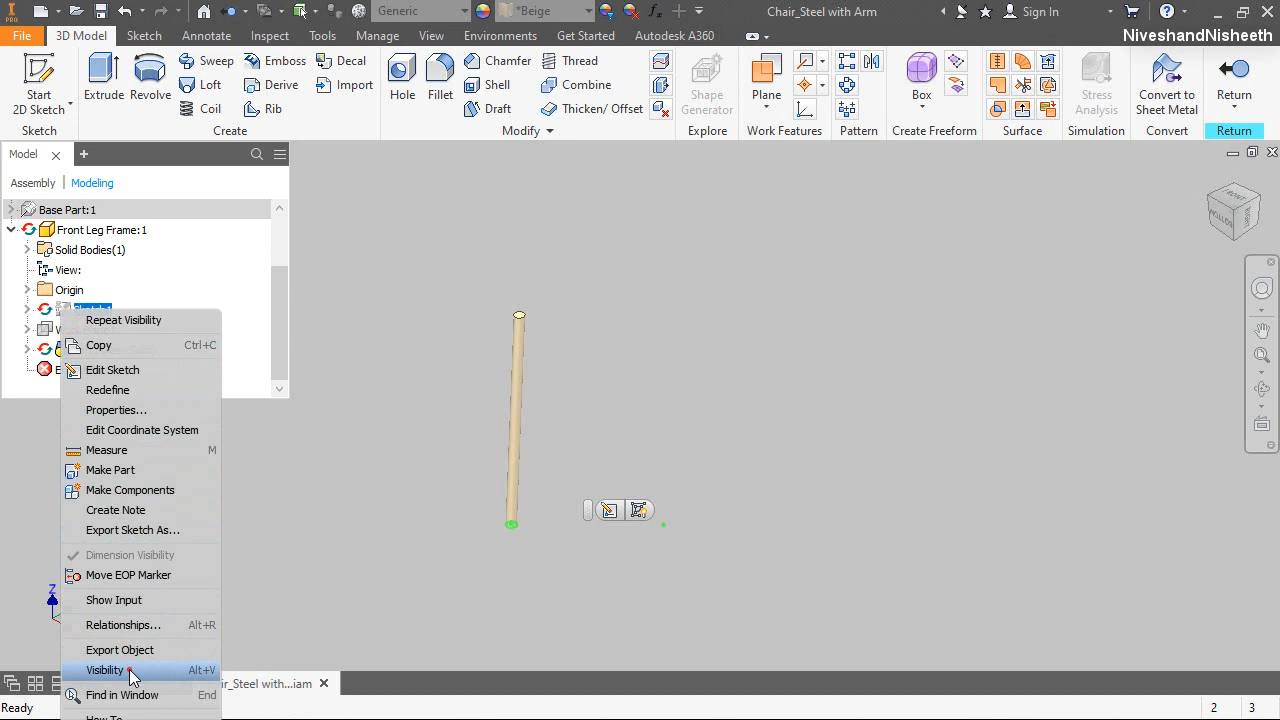 PRO
Generic
*Beige
Chair_Steel with Arm
Sign In
File
3D Model
Sketch
Annotate
Inspect
Tools
Manage
View
Environments
Get Started
Autodesk A360
NiveshandNisheeth
Start
2D Sketch
Extrude
Revolve
Sweep
Loft
Coil
Emboss
Derive
Rib
Decal
Import
Hole
Fillet
Chamfer
Shell
Draft
Thread
Combine
Thicken/ Offset
Shape
Generator
Plane
Box
Stress
Analysis
Convert to
Sheet Metal
Return
Sketch
Create
Modify
Explore
Work Features
Pattern
Create Freeform
Surface
Simulation
Convert
Return
Model
Assembly
Modeling
Base Part:1
Front Leg Frame:1
Solid Bodies(1)
View:
Origin
Repeat Visibility
Copy Ctrl+C
Edit Sketch
Redefine
Properties...
Edit Coordinate System
Measure M
Make Part
Make Components
Create Note
Export Sketch As...
Dimension Visibility
Move EOP Marker
Show Input
Relationships... Alt+R
Export Object
Visibility Alt+V
Find in Window End
How To
FRONT
BOTTOM
Z
ir_Steel with...iam
Ready
2 3